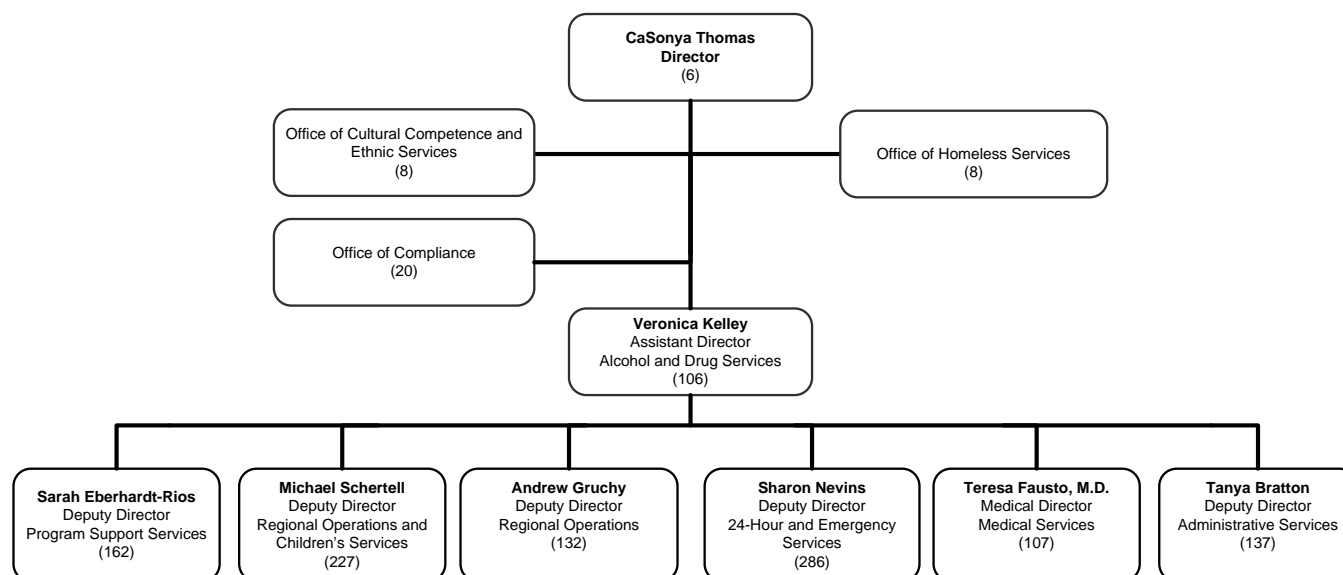 CaSonya Thomas
Director
(6)
Office of Cultural Competence and
Ethnic Services
(8)
Office of Homeless Services
(8)
Office of Compliance
(20)
Veronica Kelley
Assistant Director
Alcohol and Drug Services
(106)
Sarah Eberhardt-Rios
Deputy Director
Program Support Services
(162)
Michael Schertell
Deputy Director
Regional Operations and
Children’s Services
(227)
Andrew Gruchy
Deputy Director
Regional Operations
(132)
Sharon Nevins
Deputy Director
24-Hour and Emergency
Services
(286)
Teresa Fausto, M.D.
Medical Director
Medical Services
(107)
Tanya Bratton
Deputy Director
Administrative Services
(137)